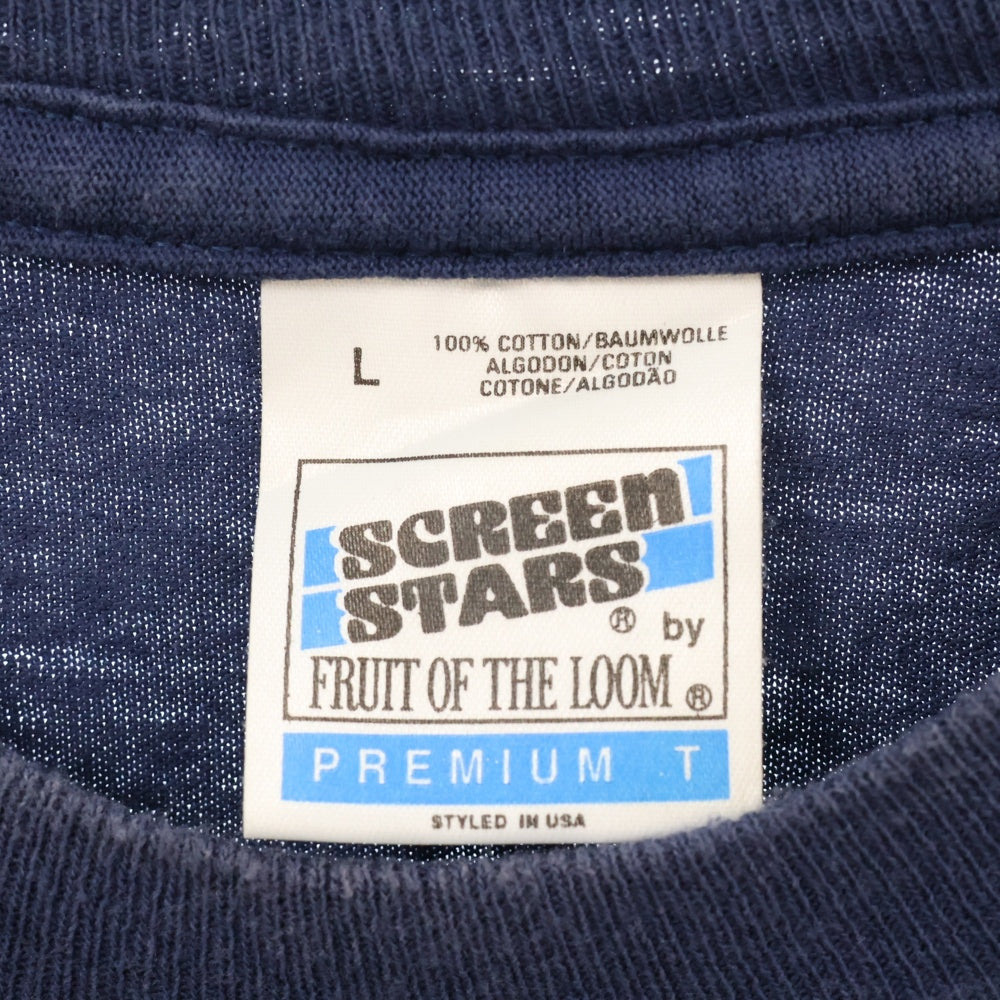 L
100% COTTON/BAUMWOLLE
ALGODON/COTON
COTONE/ALGODÃO
SCREEN
STARS
® by
FRUIT OF THE LOOM ®
PREMIUM T
STYLED IN USA